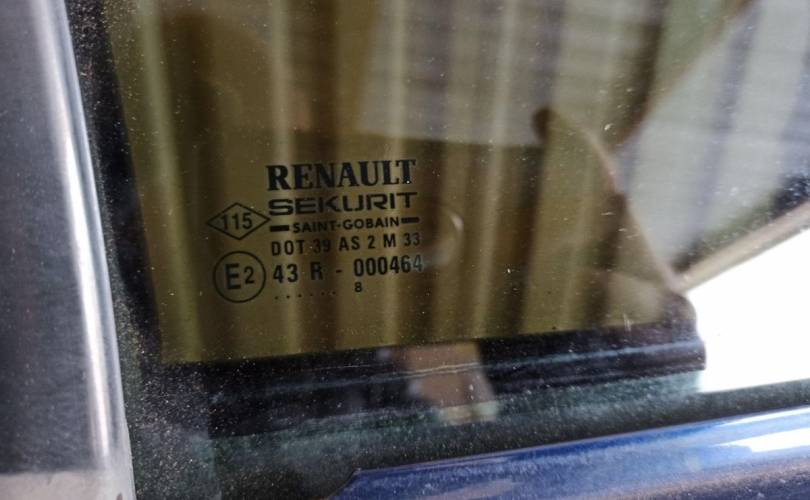 RENAULT
SEKURIT
115
SAINT-GOBAIN
DOT 39 AS 2 M 33
E2 43 R - 000464
. . . . . . 8